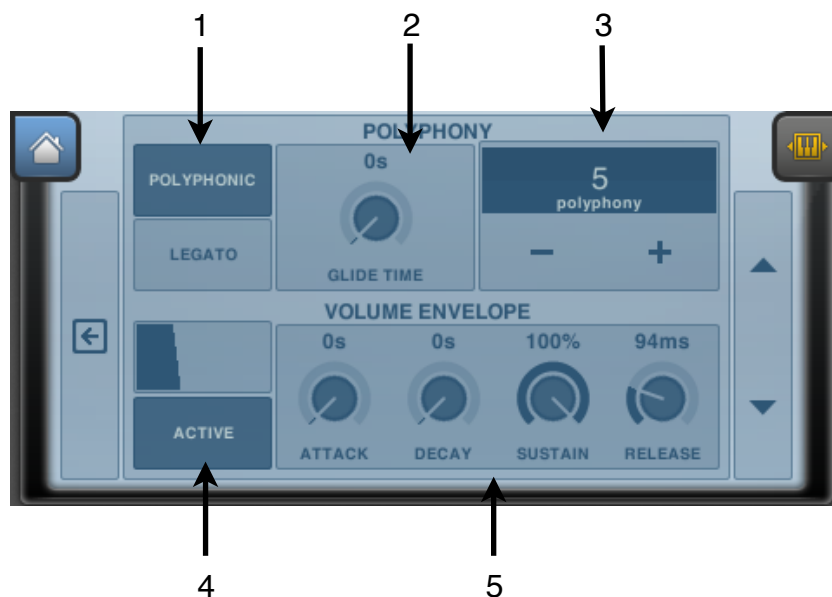 1 2 3
POLYPHONY
POLYPHONIC
0s
5
polyphony
LEGATO
GLIDE TIME
− +
VOLUME ENVELOPE
0s 0s 100% 94ms
ACTIVE
ATTACK DECAY SUSTAIN RELEASE
4 5